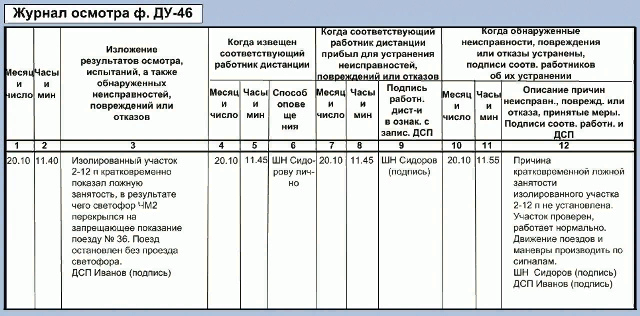 Журнал осмотра ф. ДУ-46
Месяц и число
Часы и мин
Изложение
результатов осмотра,
испытаний, а также
обнаруженных
неисправностей,
повреждений или
отказов
Когда извещен
соответствующий
работник дистанции
Месяц и число
Часы и мин
Способ опове ще ния
Когда соответствующий
работник дистанции
прибыл для устранения
неисправностей,
повреждений или отказов
Месяц и число
Часы и мин
Подпись
работн.
дист-и
в ознак. с
запис. ДСП
Когда обнаруженные
неисправности, повреждения
или отказы устранены,
подписи соотв. работников
об их устранении
Месяц и число
Часы и мин
Описание причин
неисправн., поврежд. или
отказа, принятые меры.
Подписи соотв. работн. и
ДСП
1 2 3 4 5 6 7 8 9 10 11 12
20.10 11.40
Изолированный участок
2-12 п кратковременно
показал ложную
занятость, в результате
чего светофор ЧМ2
перекрылся на
запрещающее показание
поезду № 36. Поезд
остановлен без проезда
светофора.
ДСП Иванов (подпись)
20.10 11.45
ШН Сидо-
рову лич-
но
20.10 11.45
ШН Сидоров
(подпись)
20.10 11.55
Причина
кратковременной ложной
занятости
изолированного участка
2-12 п не установлена.
Участок проверен,
работает нормально.
Движение поездов и
маневры производить по
сигналам.
ШН Сидоров (подпись)
ДСП Иванов (подпись)